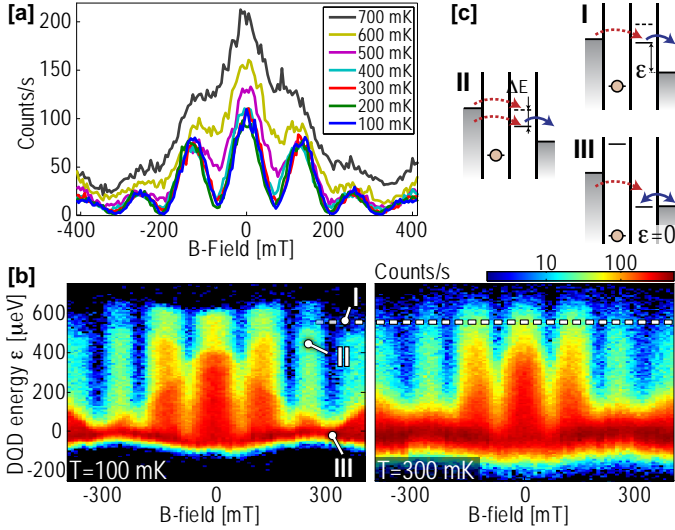 [a]
Counts/s
200
150
100
50
0
700 mK
600 mK
500 mK
400 mK
300 mK
200 mK
100 mK
-400 -200 0 200 400
B-Field [mT]
[c]
I
ε
II
ΔE
III
ε≠0
[b]
Counts/s
10 100
DQD energy ε [µeV]
600
400
200
0
-200
I
II
III
T=100 mK
T=300 mK
-300 0 300
B-field [mT]
-300 0 300
B-field [mT]